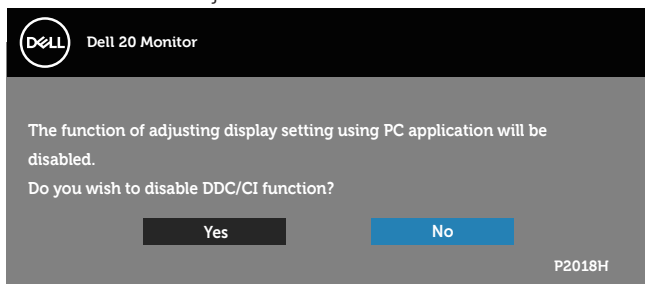 DELL
Dell 20 Monitor
The function of adjusting display setting using PC application will be
disabled.
Do you wish to disable DDC/CI function?
Yes No
P2018H